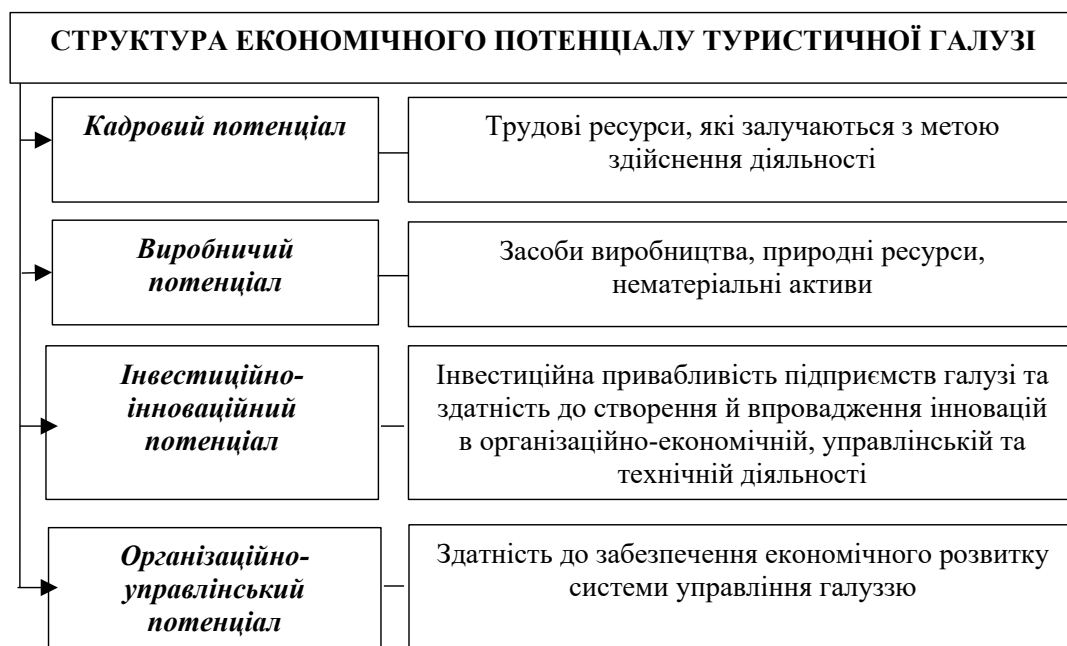 СТРУКТУРА ЕКОНОМІЧНОГО ПОТЕНЦІАЛУ ТУРИСТИЧНОЇ ГАЛУЗІ
Кадровий потенціал
Трудові ресурси, які залучаються з метою
здійснення діяльності
Виробничий
потенціал
Засоби виробництва, природні ресурси,
нематеріальні активи
Інвестиційно-
інноваційний
потенціал
Інвестиційна привабливість підприємств галузі та
здатність до створення й впровадження інновацій
в організаційно-економічній, управлінській та
технічній діяльності
Організаційно-
управлінський
потенціал
Здатність до забезпечення економічного розвитку
системи управління галуззю